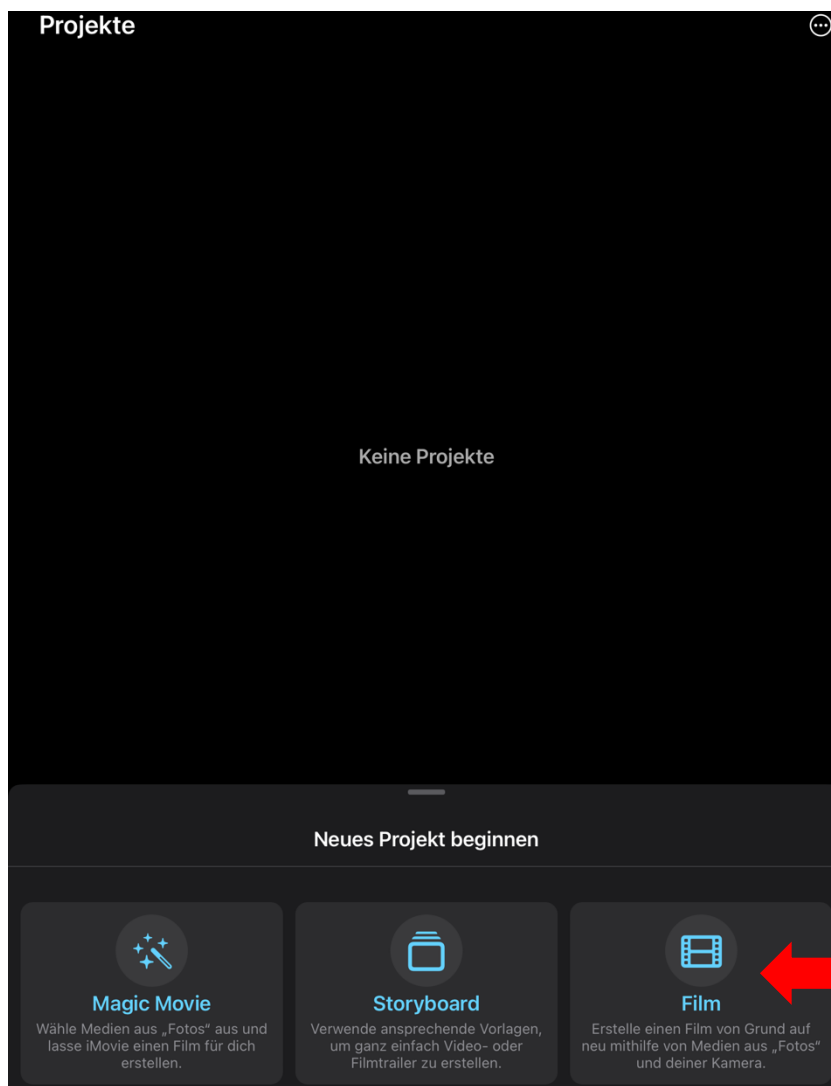 Projekte
Keine Projekte
Neues Projekt beginnen
Magic Movie
Wähle Medien aus „Fotos“ aus und
lasse iMovie einen Film für dich
erstellen.
Storyboard
Verwende ansprechende Vorlagen,
um ganz einfach Video- oder
Filmtrailer zu erstellen.
Film
Erstelle einen Film von Grund auf
neu mithilfe von Medien aus „Fotos“
und deiner Kamera.